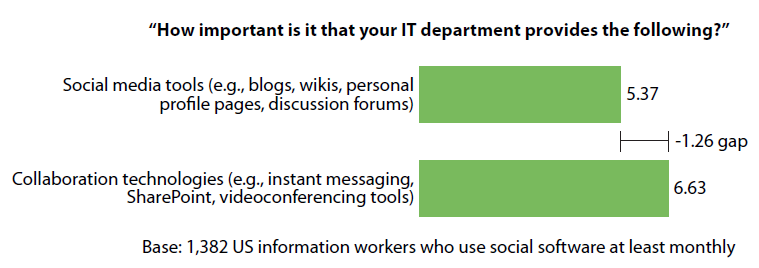 “How important is it that your IT department provides the following?”
Social media tools (e.g., blogs, wikis, personal
profile pages, discussion forums)
5.37
-1.26 gap
Collaboration technologies (e.g., instant messaging,
SharePoint, videoconferencing tools)
6.63
Base: 1,382 US information workers who use social software at least monthly